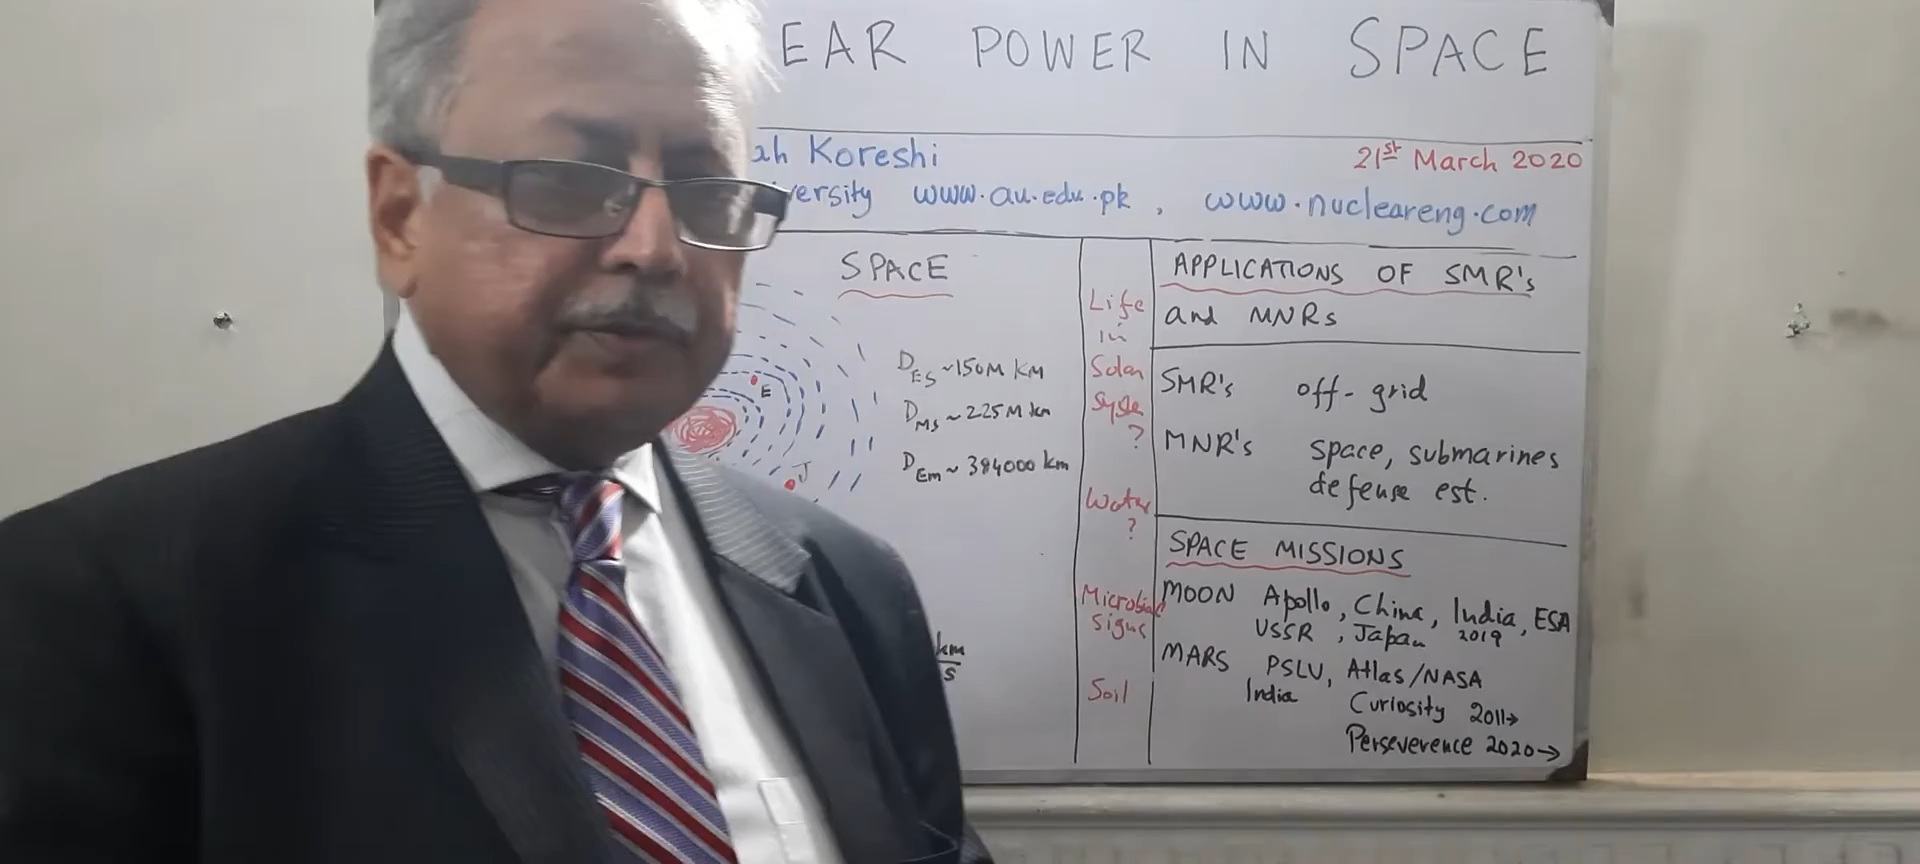 EAR POWER IN SPACE
ah Koreshi
21st March 2020
versity www.au.edu.pk, www.nucleareng.com
SPACE
E
J
DES ~150M KM
DMS ~ 225 M km
DEm ~ 384000 km
km
s
Life
in
Solar
Syste
?
Water
?
Microbial
signs
Soil
APPLICATIONS OF SMR's
and MNRs
SMR's off-grid
MNR's space, submarines
defense est.
SPACE MISSIONS
MOON Apollo, China, India, ESA
USSR, Japan 2019
MARS PSLV, Atlas/NASA
India Curiosity 2011→
Perseverence 2020→